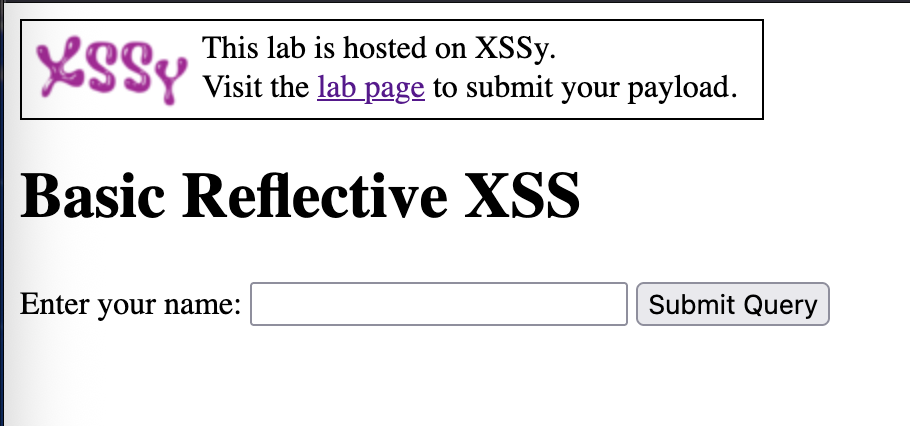 XSSy
This lab is hosted on XSSy.
Visit the lab page to submit your payload.
Basic Reflective XSS
Enter your name:
Submit Query